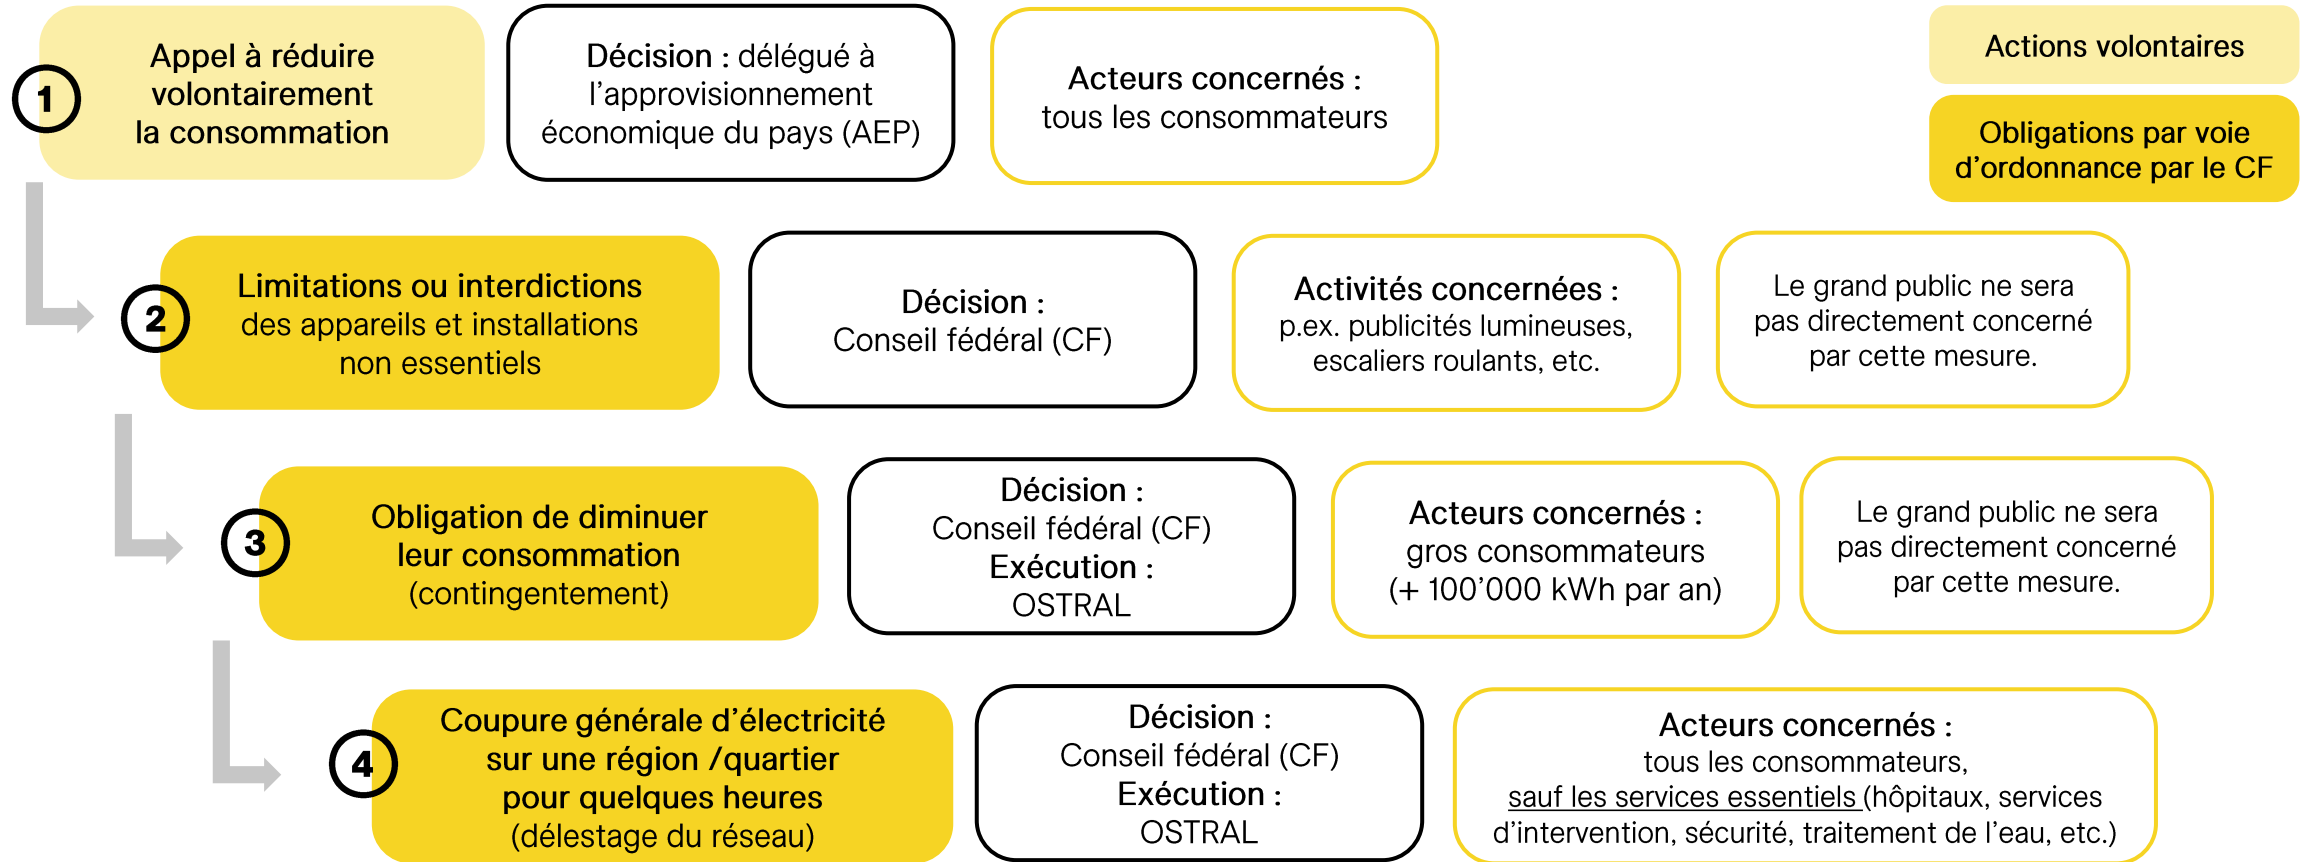 1
Appel à réduire
volontairement
la consommation
Décision : délégué à
l’approvisionnement
économique du pays (AEP)
Acteurs concernés :
tous les consommateurs
Actions volontaires
Obligations par voie
d’ordonnance par le CF
2
Limitations ou interdictions
des appareils et installations
non essentiels
Décision :
Conseil fédéral (CF)
Activités concernées :
p.ex. publicités lumineuses,
escaliers roulants, etc.
Le grand public ne sera
pas directement concerné
par cette mesure.
3
Obligation de diminuer
leur consommation
(contingentement)
Décision :
Conseil fédéral (CF)
Exécution :
OSTRAL
Acteurs concernés :
gros consommateurs
(+ 100’000 kWh par an)
Le grand public ne sera
pas directement concerné
par cette mesure.
4
Coupure générale d’électricité
sur une région /quartier
pour quelques heures
(délestage du réseau)
Décision :
Conseil fédéral (CF)
Exécution :
OSTRAL
Acteurs concernés :
tous les consommateurs,
sauf les services essentiels (hôpitaux, services
d’intervention, sécurité, traitement de l’eau, etc.)